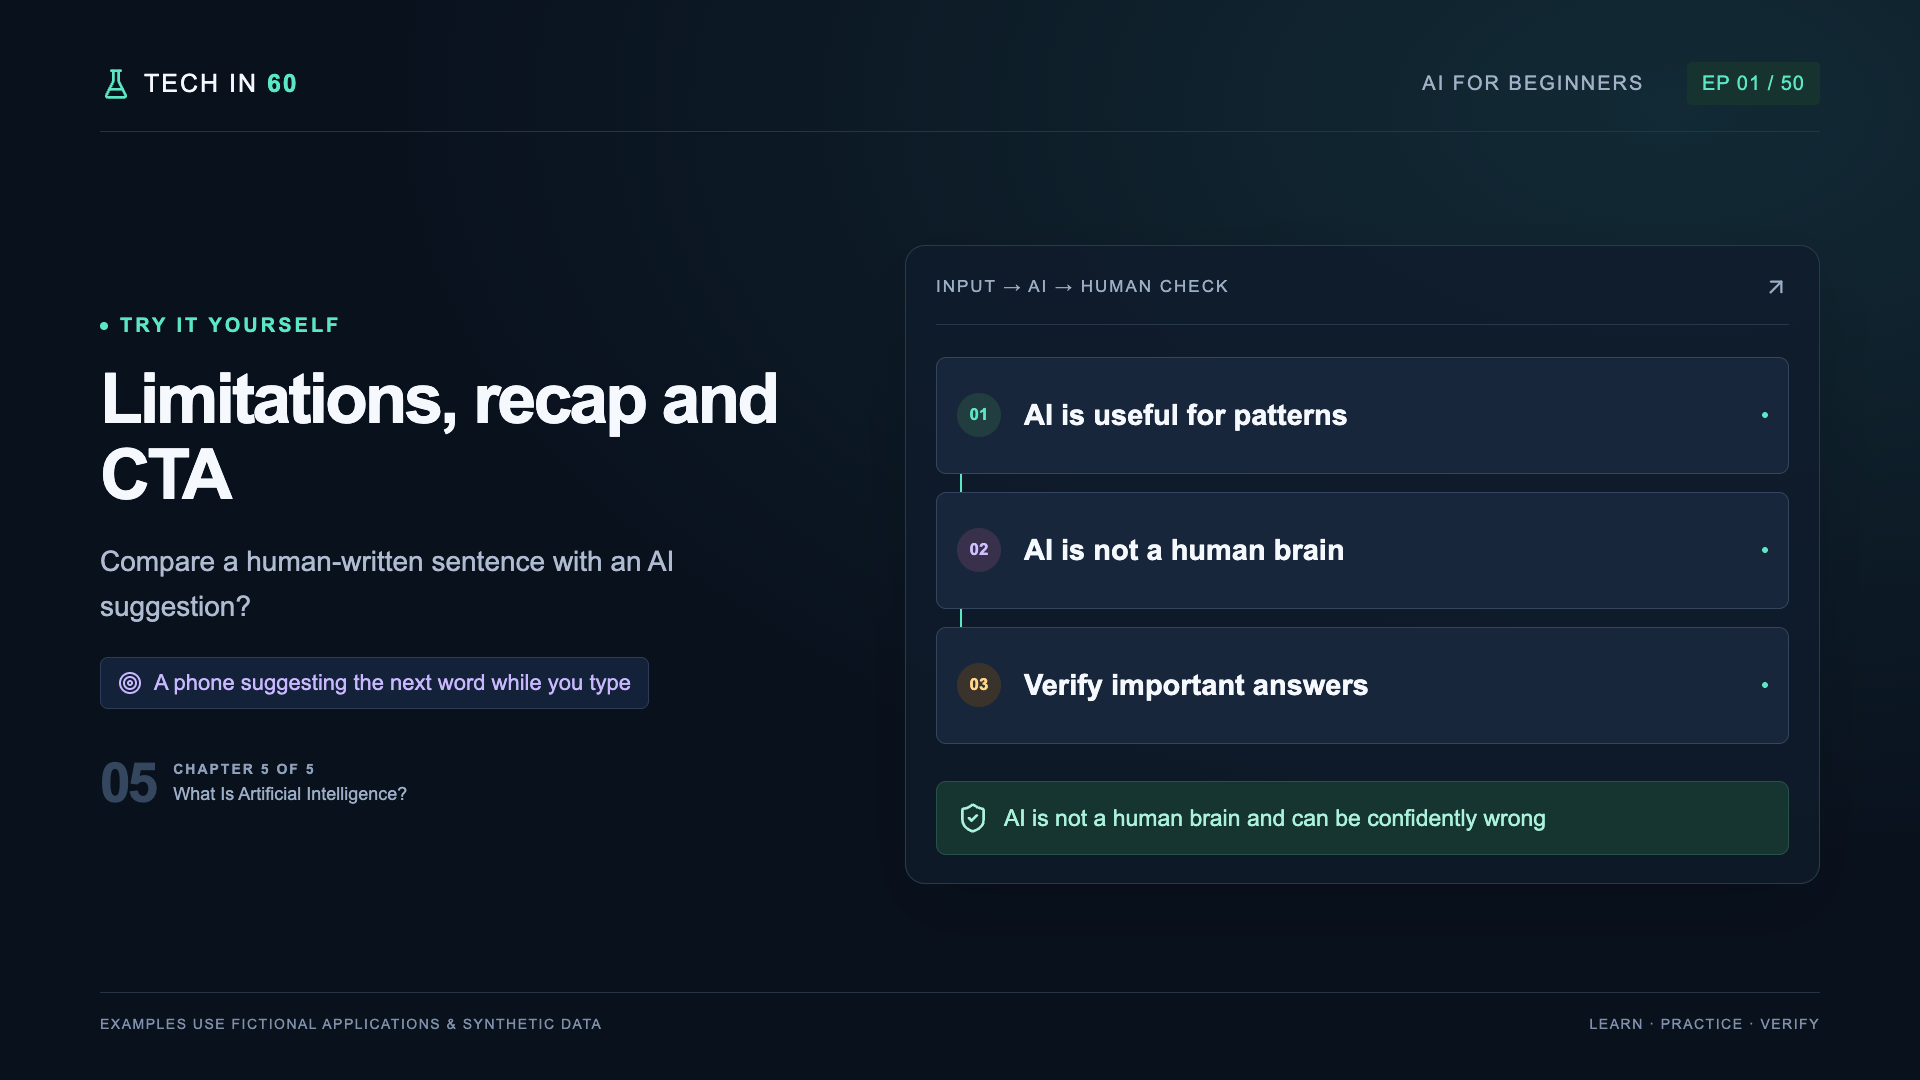 TECH IN 60
AI FOR BEGINNERS
EP 01 / 50
TRY IT YOURSELF
Limitations, recap and
CTA
Compare a human-written sentence with an AI
suggestion?
A phone suggesting the next word while you type
05
CHAPTER 5 OF 5
What Is Artificial Intelligence?
INPUT → AI → HUMAN CHECK
01 AI is useful for patterns
02 AI is not a human brain
03 Verify important answers
AI is not a human brain and can be confidently wrong
EXAMPLES USE FICTIONAL APPLICATIONS & SYNTHETIC DATA
LEARN · PRACTICE · VERIFY